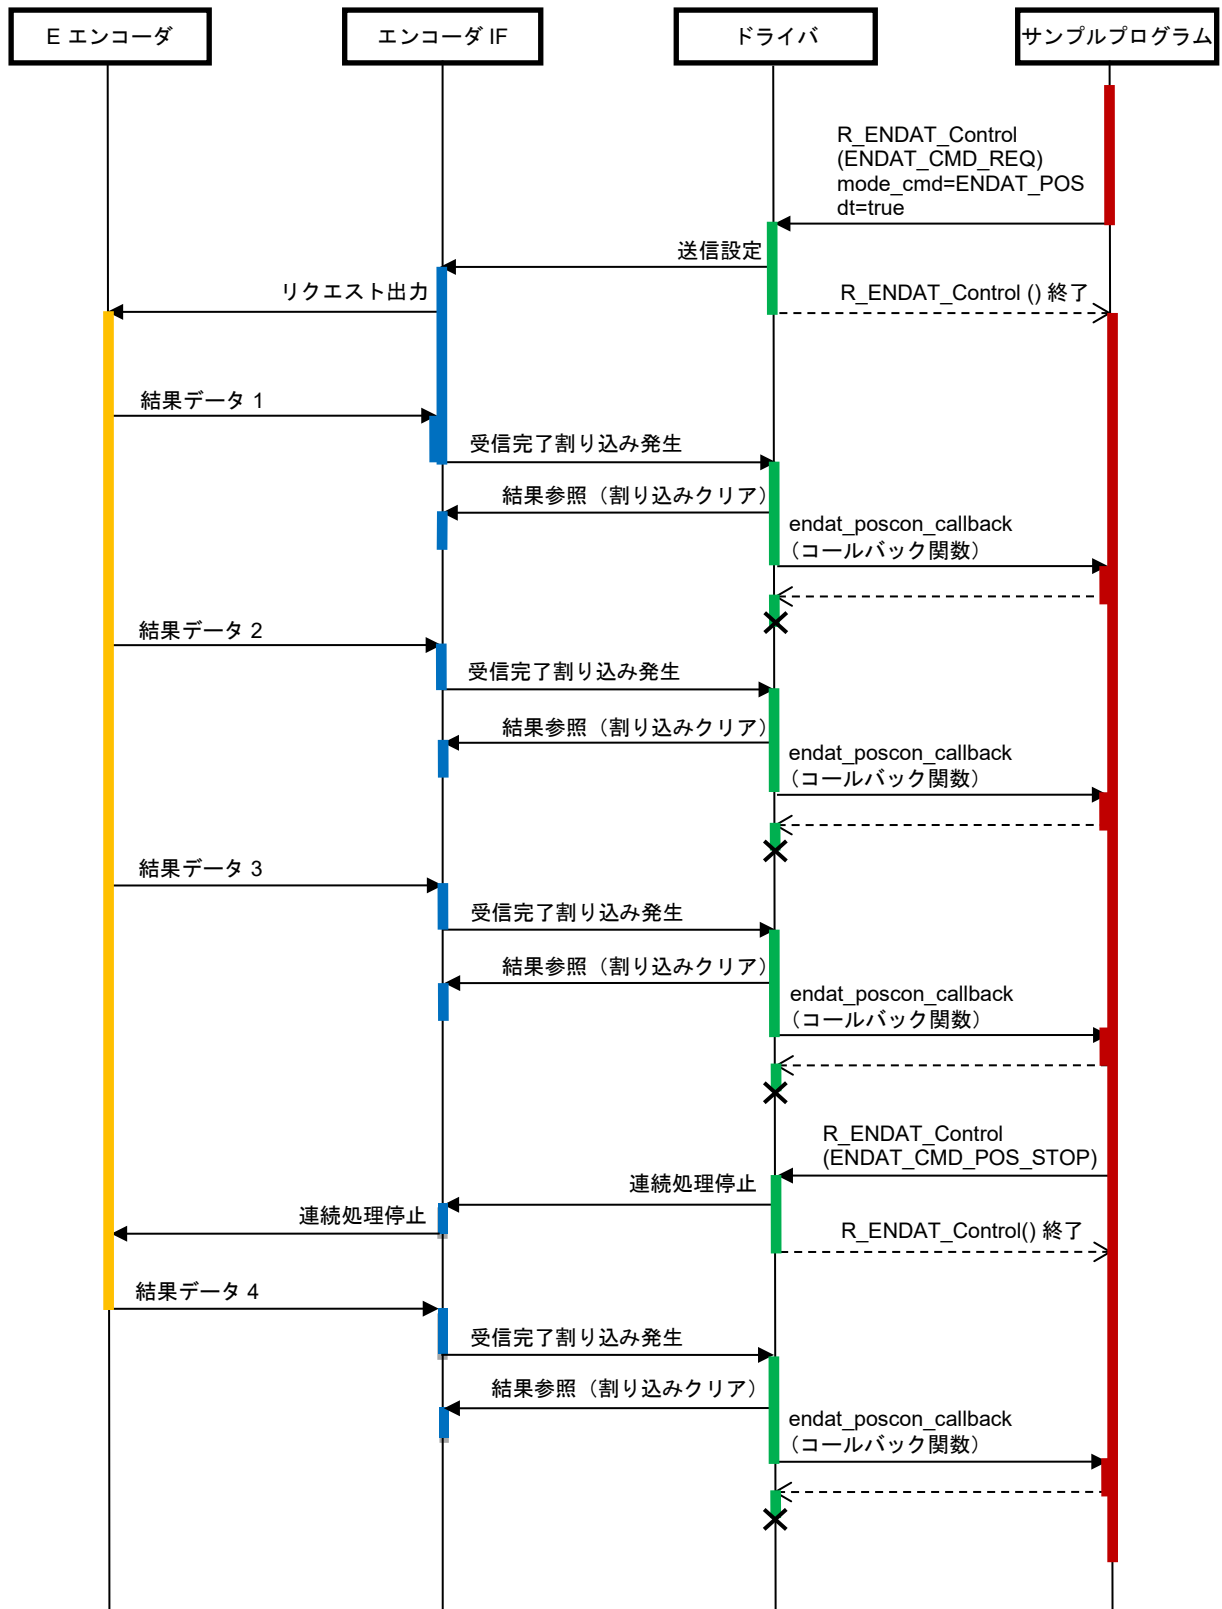 E エンコーダ
エンコーダ IF
ドライバ
サンプルプログラム
R_ENDAT_Control
(ENDAT_CMD_REQ)
mode_cmd=ENDAT_POS
dt=true
送信設定
リクエスト出力
R_ENDAT_Control () 終了
結果データ 1
受信完了割り込み発生
結果参照（割り込みクリア）
endat_poscon_callback
（コールバック関数）
結果データ 2
受信完了割り込み発生
結果参照（割り込みクリア）
endat_poscon_callback
（コールバック関数）
結果データ 3
受信完了割り込み発生
結果参照（割り込みクリア）
endat_poscon_callback
（コールバック関数）
R_ENDAT_Control
(ENDAT_CMD_POS_STOP)
連続処理停止
連続処理停止
R_ENDAT_Control() 終了
結果データ 4
受信完了割り込み発生
結果参照（割り込みクリア）
endat_poscon_callback
（コールバック関数）